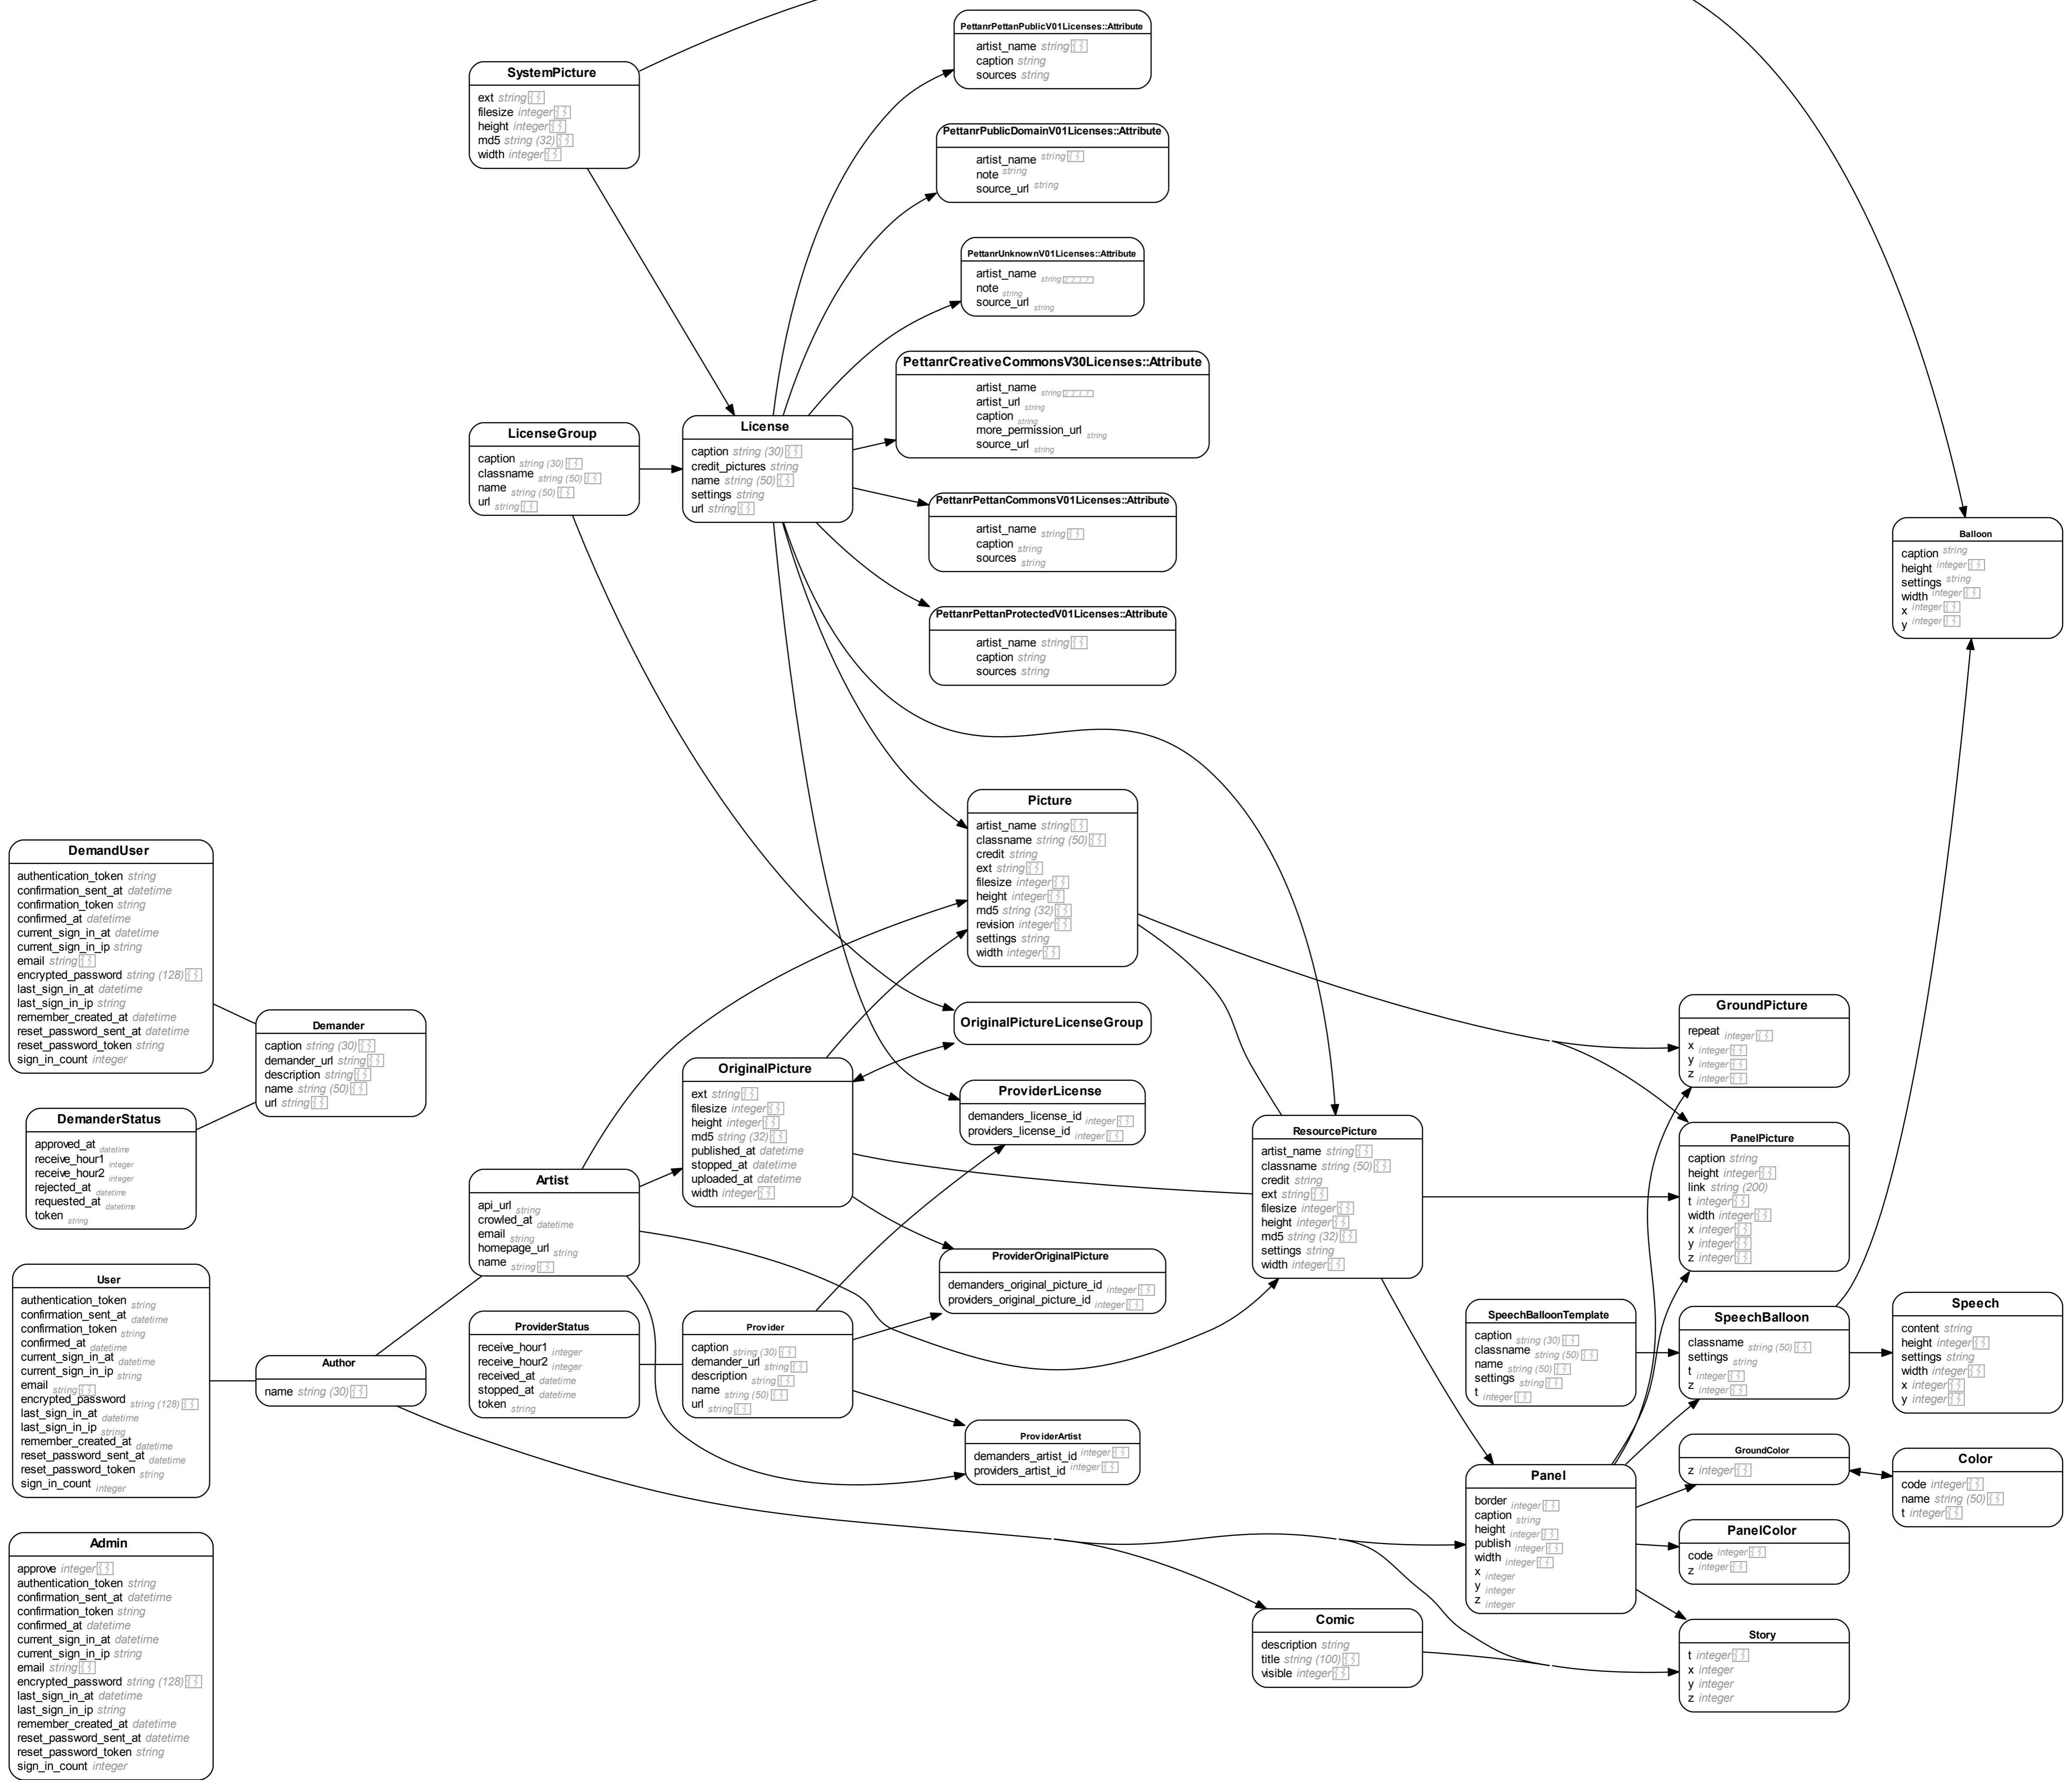 PettanrPettanPublicV01Licenses::Attribute
artist_name string
caption string
sources string
SystemPicture
ext string
filesize integer
height integer
md5 string (32)
width integer
PettanrPublicDomainV01Licenses::Attribute
artist_name string
note string
source_url string
PettanrUnknownV01Licenses::Attribute
artist_name string
note string
source_url string
PettanrCreativeCommonsV30Licenses::Attribute
artist_name string
artist_url string
caption string
more_permission_url string
source_url string
LicenseGroup
caption string (30)
classname string (50)
name string (50)
url string
License
caption string (30)
credit_pictures string
name string (50)
settings string
url string
PettanrPettanCommonsV01Licenses::Attribute
artist_name string
caption string
sources string
Balloon
caption string
height integer
settings string
width integer
x integer
y integer
PettanrPettanProtectedV01Licenses::Attribute
artist_name string
caption string
sources string
Picture
artist_name string
classname string (50)
credit string
ext string
filesize integer
height integer
md5 string (32)
revision integer
settings string
width integer
DemandUser
authentication_token string
confirmation_sent_at datetime
confirmation_token string
confirmed_at datetime
current_sign_in_at datetime
current_sign_in_ip string
email string
encrypted_password string (128)
last_sign_in_at datetime
last_sign_in_ip string
remember_created_at datetime
reset_password_sent_at datetime
reset_password_token string
sign_in_count integer
Demander
caption string (30)
demander_url string
description string
name string (50)
url string
DemanderStatus
approved_at datetime
receive_hour1 integer
receive_hour2 integer
rejected_at datetime
requested_at datetime
token string
OriginalPictureLicenseGroup
OriginalPicture
ext string
filesize integer
height integer
md5 string (32)
published_at datetime
stopped_at datetime
uploaded_at datetime
width integer
ProviderLicense
demanders_license_id integer
providers_license_id integer
GroundPicture
repeat integer
x integer
y integer
z integer
ResourcePicture
artist_name string
classname string (50)
credit string
ext string
filesize integer
height integer
md5 string (32)
settings string
width integer
PanelPicture
caption string
height integer
link string (200)
t integer
width integer
x integer
y integer
z integer
Artist
api_url string
crowled_at datetime
email string
homepage_url string
name string
ProviderOriginalPicture
demanders_original_picture_id integer
providers_original_picture_id integer
User
authentication_token string
confirmation_sent_at datetime
confirmation_token string
confirmed_at datetime
current_sign_in_at datetime
current_sign_in_ip string
email string
encrypted_password string (128)
last_sign_in_at datetime
last_sign_in_ip string
remember_created_at datetime
reset_password_sent_at datetime
reset_password_token string
sign_in_count integer
Author
name string (30)
ProviderStatus
receive_hour1 integer
receive_hour2 integer
received_at datetime
stopped_at datetime
token string
Provider
caption string (30)
demander_url string
description string
name string (50)
url string
SpeechBalloonTemplate
caption string (30)
classname string (50)
name string (50)
settings string
t integer
SpeechBalloon
classname string (50)
settings string
t integer
z integer
Speech
content string
height integer
settings string
width integer
x integer
y integer
ProviderArtist
demanders_artist_id integer
providers_artist_id integer
GroundColor
z integer
Color
code integer
name string (50)
t integer
Panel
border integer
caption string
height integer
publish integer
width integer
x integer
y integer
z integer
PanelColor
code integer
z integer
Admin
approve integer
authentication_token string
confirmation_sent_at datetime
confirmation_token string
confirmed_at datetime
current_sign_in_at datetime
current_sign_in_ip string
email string
encrypted_password string (128)
last_sign_in_at datetime
last_sign_in_ip string
remember_created_at datetime
reset_password_sent_at datetime
reset_password_token string
sign_in_count integer
Comic
description string
title string (100)
visible integer
Story
t integer
x integer
y integer
z integer